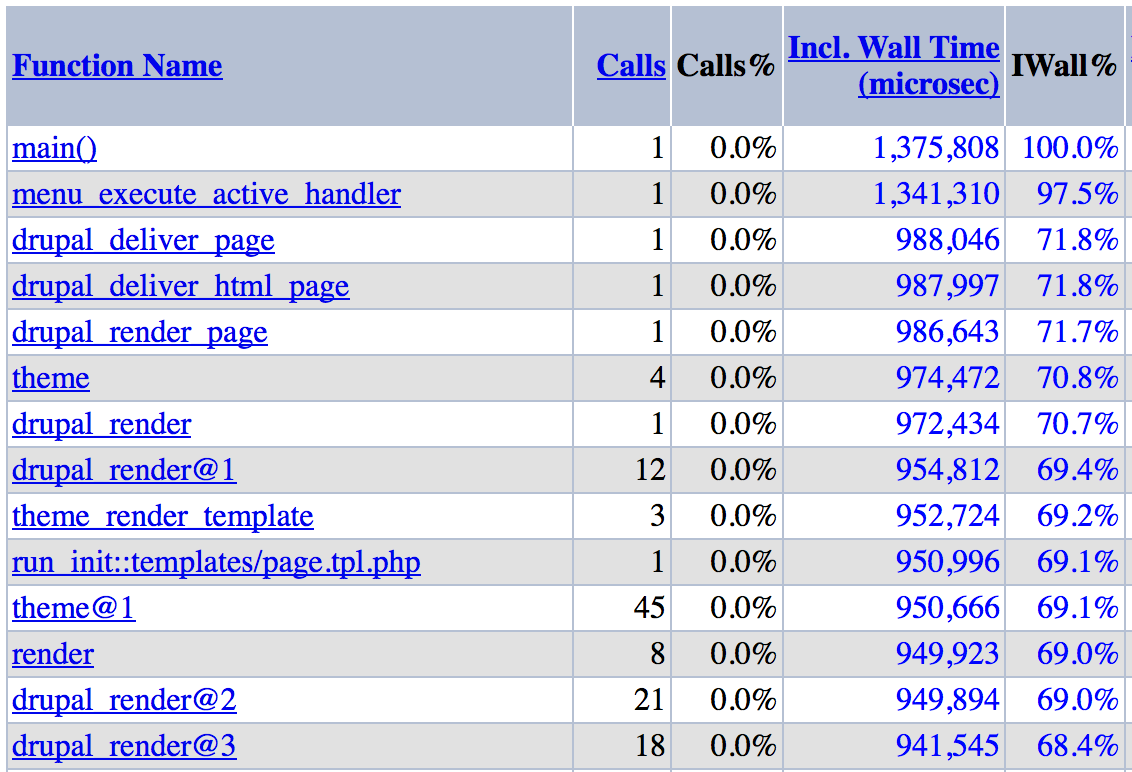 Function Name Calls Calls% Incl. Wall Time (microsec) IWall%
main() 1 0.0% 1,375,808 100.0%
menu_execute_active_handler 1 0.0% 1,341,310 97.5%
drupal_deliver_page 1 0.0% 988,046 71.8%
drupal_deliver_html_page 1 0.0% 987,997 71.8%
drupal_render_page 1 0.0% 986,643 71.7%
theme 4 0.0% 974,472 70.8%
drupal_render 1 0.0% 972,434 70.7%
drupal_render@1 12 0.0% 954,812 69.4%
theme_render_template 3 0.0% 952,724 69.2%
run_init::templates/page.tpl.php 1 0.0% 950,996 69.1%
theme@1 45 0.0% 950,666 69.1%
render 8 0.0% 949,923 69.0%
drupal_render@2 21 0.0% 949,894 69.0%
drupal_render@3 18 0.0% 941,545 68.4%